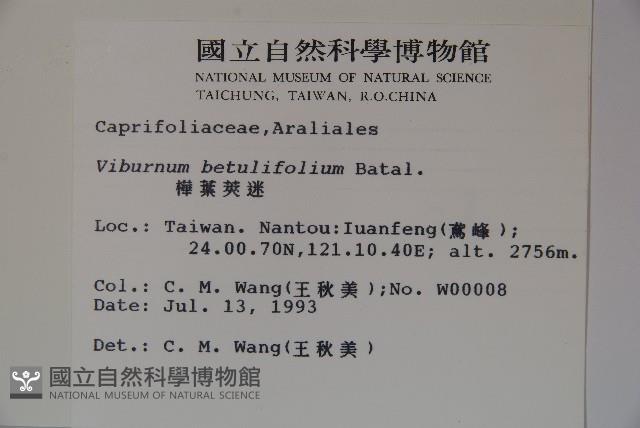 國立自然科學博物館
NATIONAL MUSEUM OF NATURAL SCIENCE
TAICHUNG, TAIWAN, R.O.CHINA
Caprifoliaceae,Araliales
Viburnum betulifolium Batal.
樺葉莢迷
Loc.: Taiwan. Nantou:Iuanfeng(鳶峰);
24.00.70N,121.10.40E; alt. 2756m.
Col.: C. M. Wang(王秋美);No. W00008
Date: Jul. 13, 1993
Det.: C. M. Wang(王秋美)
國立自然科學博物館
NATIONAL MUSEUM OF NATURAL SCIENCE